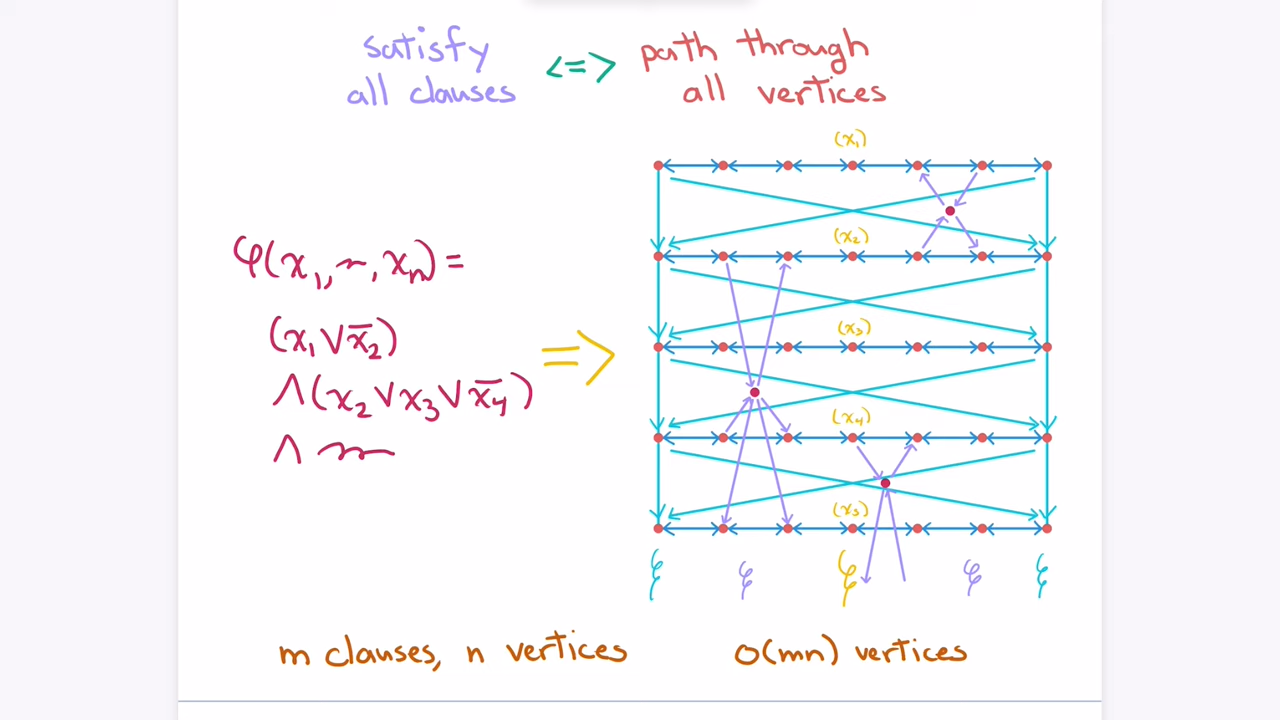 satisfy <=> path through
all clauses all vertices
(x₁)
(x₂)
φ(x₁, ~, xₙ) =
(x₁ ∨ x̅₂)
(x₃)
=>
∧ (x₂ ∨ x₃ ∨ x̅₄)
(x₄)
∧
(x₅)
m clauses, n vertices O(mn) vertices